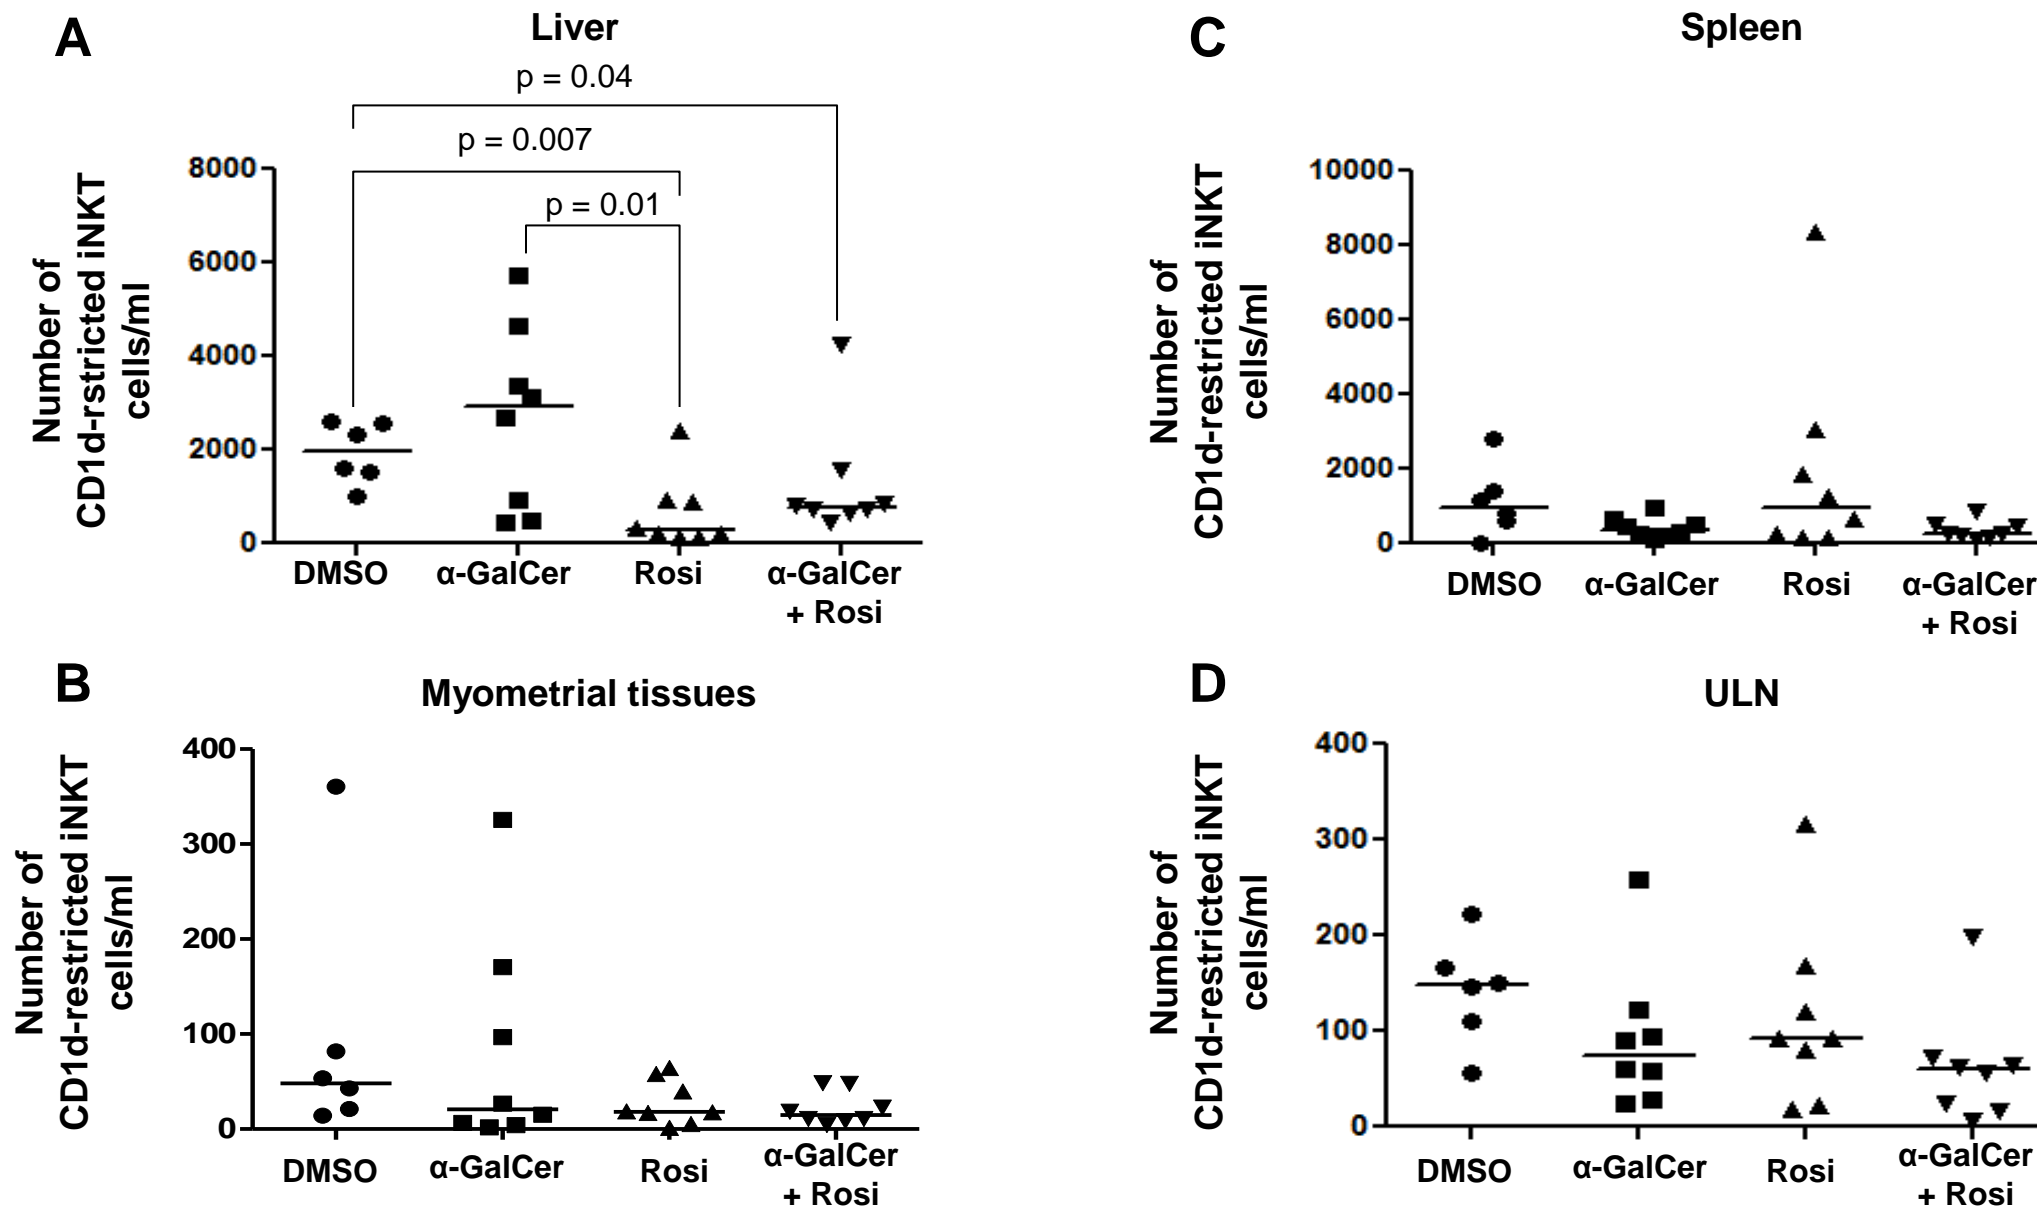 A
Liver
p = 0.04
p = 0.007
p = 0.01
Number of
CD1d-rstricted iNKT
cells/ml
8000
6000
4000
2000
0
DMSO
α-GalCer
Rosi
α-GalCer
+ Rosi
C
Spleen
Number of
CD1d-restricted iNKT
cells/ml
10000
8000
6000
4000
2000
0
DMSO
α-GalCer
Rosi
α-GalCer
+ Rosi
B
Myometrial tissues
Number of
CD1d-restricted iNKT
cells/ml
400
300
200
100
0
DMSO
α-GalCer
Rosi
α-GalCer
+ Rosi
D
ULN
Number of
CD1d-restricted iNKT
cells/ml
400
300
200
100
0
DMSO
α-GalCer
Rosi
α-GalCer
+ Rosi